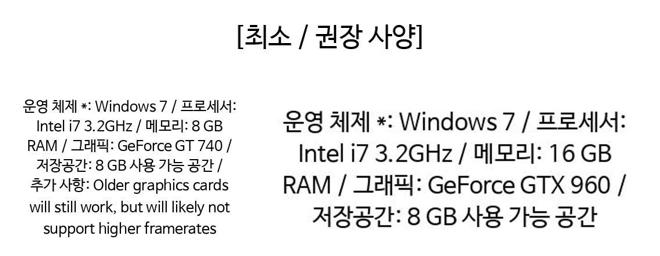 [최소 / 권장 사양]
운영 체제 *: Windows 7 / 프로세서:
Intel i7 3.2GHz / 메모리: 8 GB
RAM / 그래픽: GeForce GT 740 /
저장공간: 8 GB 사용 가능 공간 /
추가 사항: Older graphics cards
will still work, but will likely not
support higher framerates
운영 체제 *: Windows 7 / 프로세서:
Intel i7 3.2GHz / 메모리: 16 GB
RAM / 그래픽: GeForce GTX 960 /
저장공간: 8 GB 사용 가능 공간